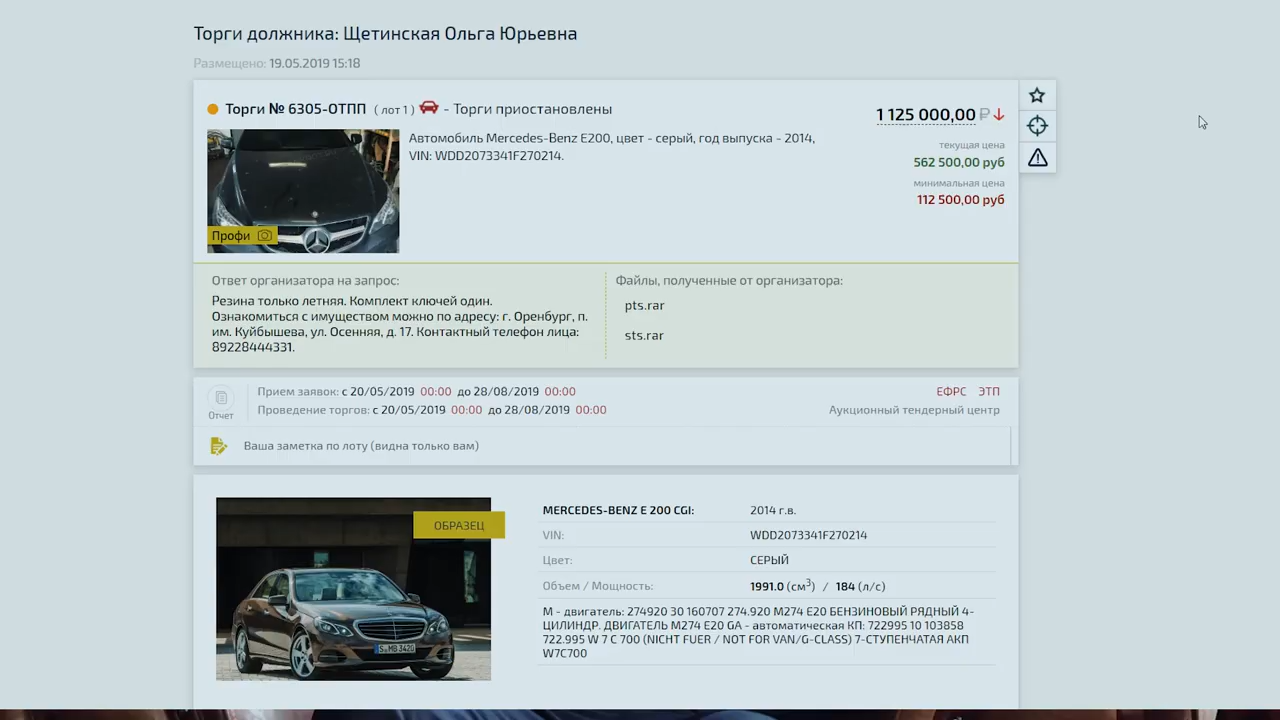 Торги должника: Щетинская Ольга Юрьевна
Размещено: 19.05.2019 15:18
Торги № 6305-ОТПП ( лот 1 ) - Торги приостановлены
1 125 000,00 ₽
Автомобиль Mercedes-Benz E200, цвет - серый, год выпуска - 2014,
VIN: WDD2073341F270214.
текущая цена
562 500,00 руб
минимальная цена
112 500,00 руб
Профи
Ответ организатора на запрос:
Резина только летняя. Комплект ключей один.
Ознакомиться с имуществом можно по адресу: г. Оренбург, п.
им. Куйбышева, ул. Осенняя, д. 17. Контактный телефон лица:
89228444331.
Файлы, полученные от организатора:
pts.rar
sts.rar
Отчет
Прием заявок: с 20/05/2019 00:00 до 28/08/2019 00:00
Проведение торгов: с 20/05/2019 00:00 до 28/08/2019 00:00
ЕФРС ЭТП
Аукционный тендерный центр
Ваша заметка по лоту (видна только вам)
ОБРАЗЕЦ
S-MB 3420
MERCEDES-BENZ E 200 CGI: 2014 г.в.
VIN: WDD2073341F270214
Цвет: СЕРЫЙ
Объем / Мощность: 1991.0 (см3) / 184 (л/с)
M - двигатель: 274920 30 160707 274.920 M274 E20 БЕНЗИНОВЫЙ РЯДНЫЙ 4-
ЦИЛИНДР. ДВИГАТЕЛЬ M274 E20 GA - автоматическая КП: 722995 10 103858
722.995 W 7 C 700 (NICHT FUER / NOT FOR VAN/G-CLASS) 7-СТУПЕНЧАТАЯ АКП
W7C700